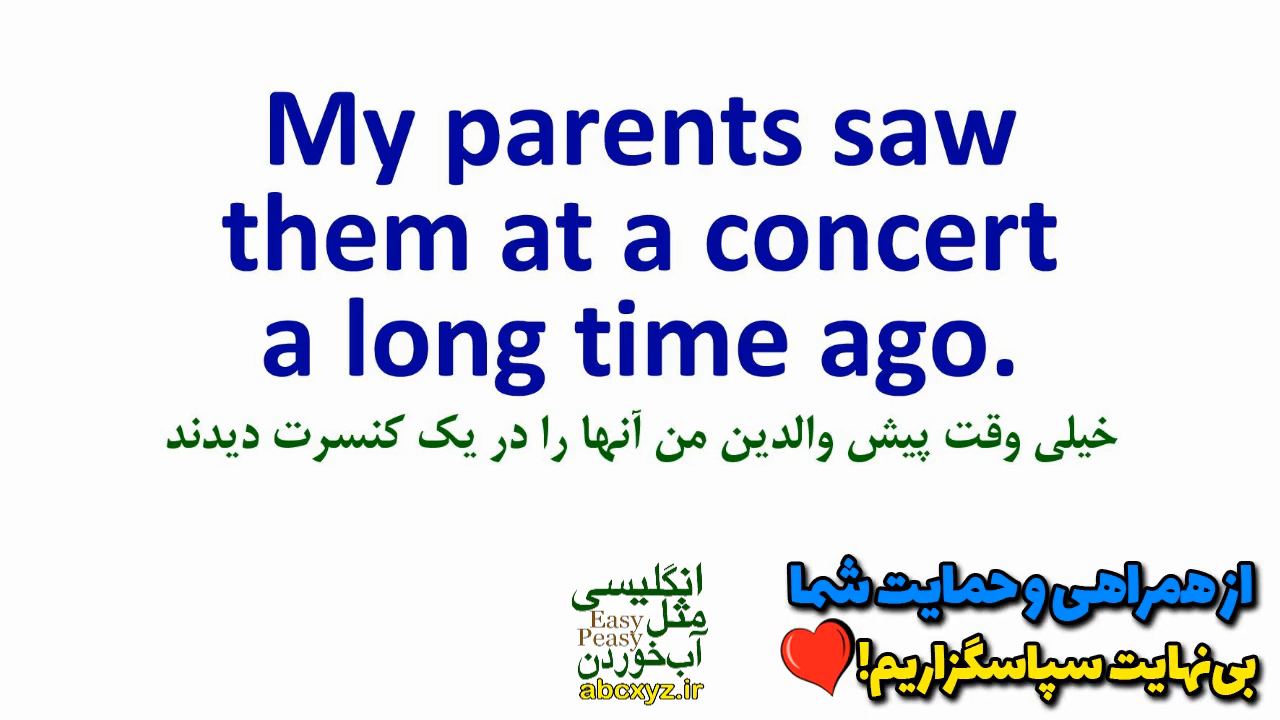 My parents saw
them at a concert
a long time ago.
خیلی وقت پیش والدین من آنها را در یک کنسرت دیدند
انگلیسی
مثل
Easy
Peasy
آب‌خوردن
abcxyz.ir
از همراهی و حمایت شما
بی‌نهایت سپاسگزاریم!